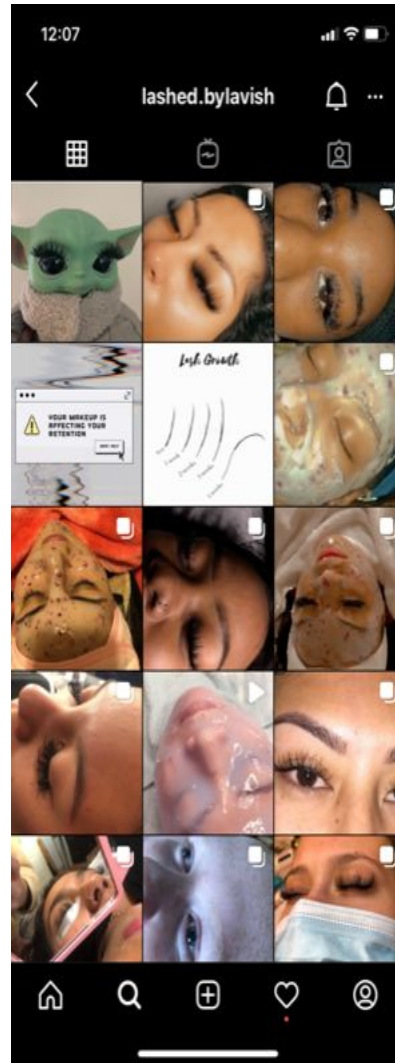 12:07
lashed.bylavish
YOUR MAKEUP IS
AFFECTING YOUR
RETENTION
Lash Growth